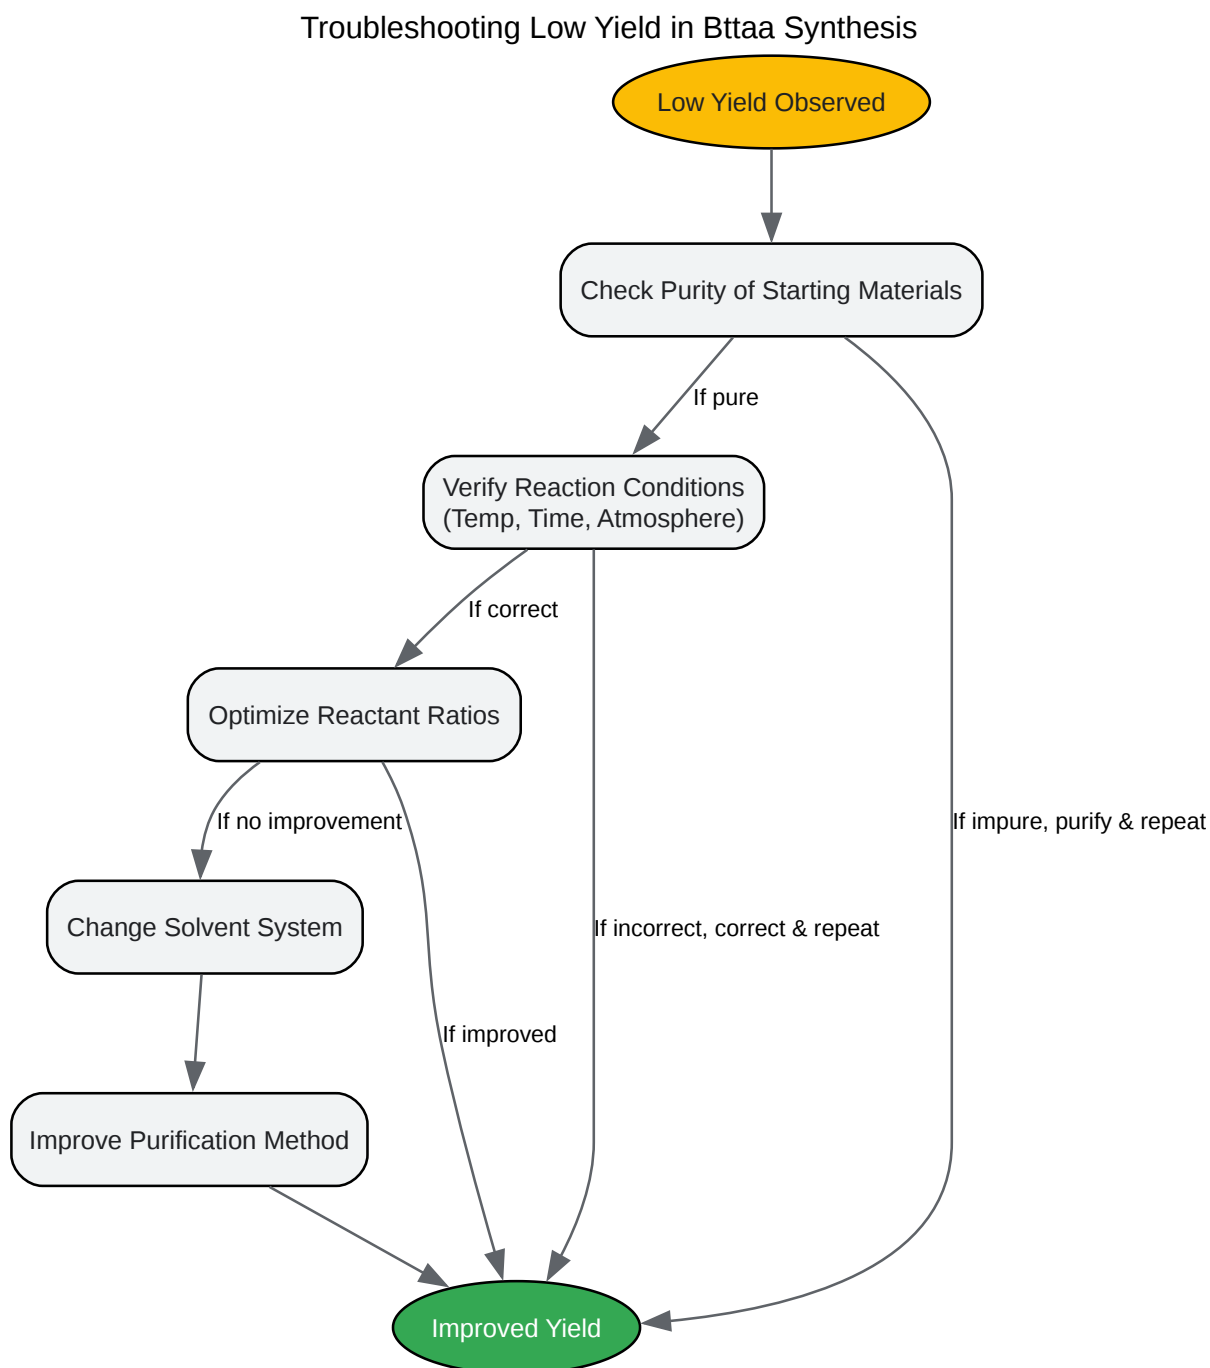 Troubleshooting Low Yield in Bttaa Synthesis
Low Yield Observed
Check Purity of Starting Materials
If pure
Verify Reaction Conditions
(Temp, Time, Atmosphere)
If correct
Optimize Reactant Ratios
If no improvement
If impure, purify & repeat
Change Solvent System
If incorrect, correct & repeat
If improved
Improve Purification Method
Improved Yield